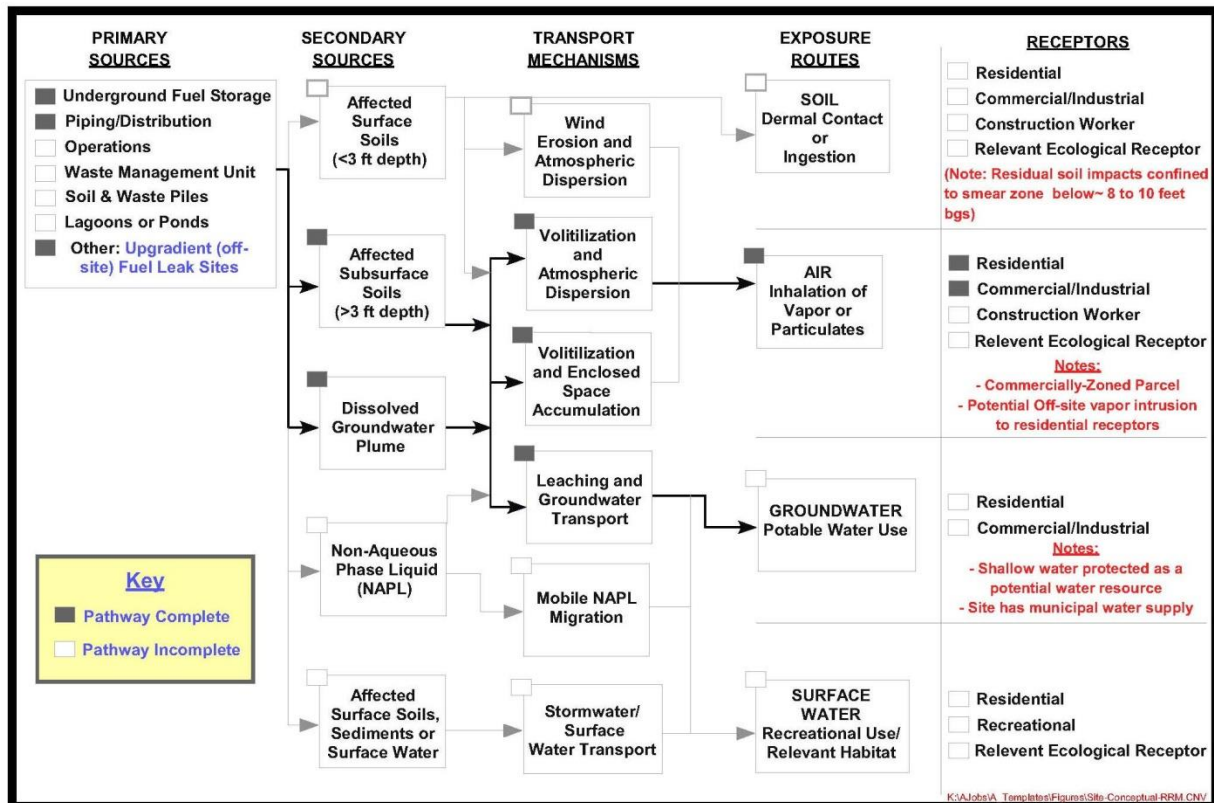 PRIMARY
SOURCES
Underground Fuel Storage
Piping/Distribution
Operations
Waste Management Unit
Soil & Waste Piles
Lagoons or Ponds
Other: Upgradient (off-
site) Fuel Leak Sites
SECONDARY
SOURCES
Affected
Surface
Soils
(<3 ft depth)
Affected
Subsurface
Soils
(>3 ft depth)
Dissolved
Groundwater
Plume
Non-Aqueous
Phase Liquid
(NAPL)
Affected
Surface Soils,
Sediments or
Surface Water
TRANSPORT
MECHANISMS
Wind
Erosion and
Atmospheric
Dispersion
Volitilization
and
Atmospheric
Dispersion
Volitilization
and Enclosed
Space
Accumulation
Leaching and
Groundwater
Transport
Mobile NAPL
Migration
Stormwater/
Surface
Water Transport
EXPOSURE
ROUTES
SOIL
Dermal Contact
or
Ingestion
AIR
Inhalation of
Vapor or
Particulates
GROUNDWATER
Potable Water Use
SURFACE
WATER
Recreational Use/
Relevant Habitat
RECEPTORS
Residential
Commercial/Industrial
Construction Worker
Relevant Ecological Receptor
(Note: Residual soil impacts confined
to smear zone below~ 8 to 10 feet
bgs)
Residential
Commercial/Industrial
Construction Worker
Relevent Ecological Receptor
Notes:
- Commercially-Zoned Parcel
- Potential Off-site vapor intrusion
to residential receptors
Residential
Commercial/Industrial
Notes:
- Shallow water protected as a
potential water resource
- Site has municipal water supply
Residential
Recreational
Relevent Ecological Receptor
Key
Pathway Complete
Pathway Incomplete
K:\AJobs\A_Templates\Figures\Site-Conceptual-RRM.CNV